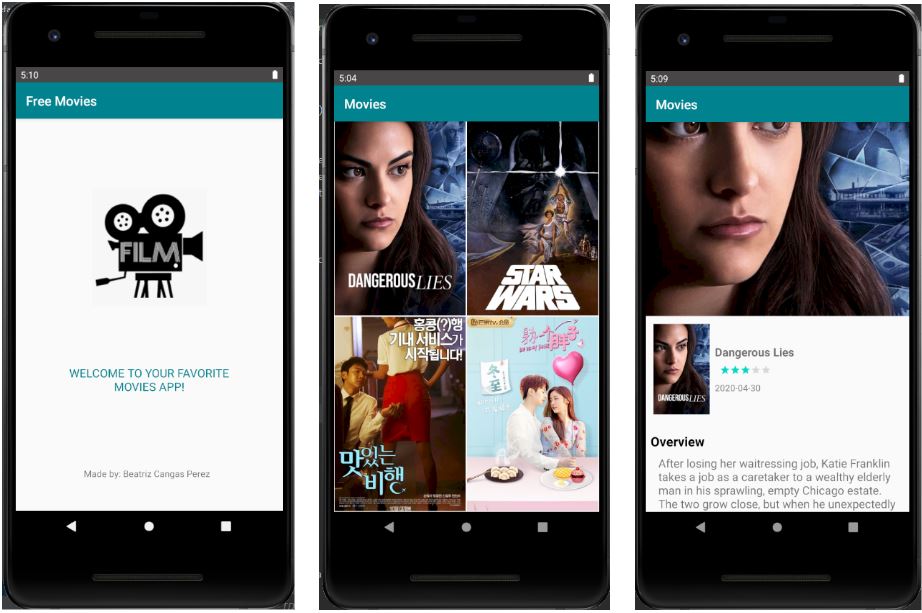 5:10
Free Movies
FILM
WELCOME TO YOUR FAVORITE
MOVIES APP!
Made by: Beatriz Cangas Perez
5:04
Movies
DANGEROUS LIES
STAR
WARS
홍콩(?)행
기내 서비스가
시작됩니다!
맛있는
비행
冬
至
5:09
Movies
DANGEROUS LIES
Dangerous Lies
2020-04-30
Overview
After losing her waitressing job, Katie Franklin
takes a job as a caretaker to a wealthy elderly
man in his sprawling, empty Chicago estate.
The two grow close, but when he unexpectedly